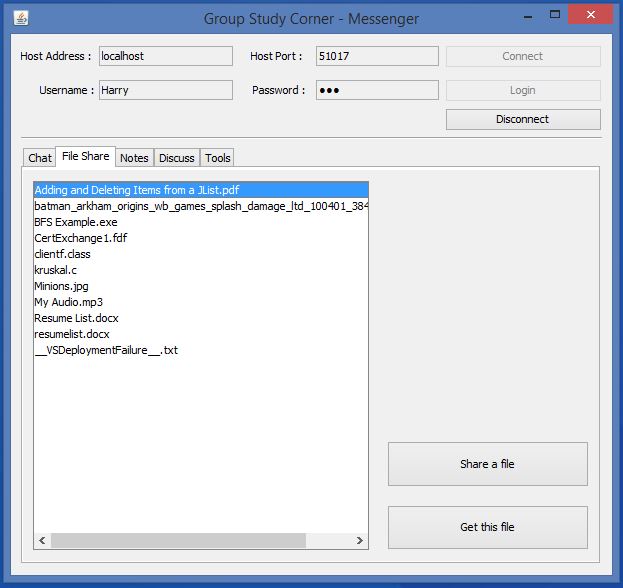 Group Study Corner - Messenger
Host Address : localhost Host Port : 51017 Connect
Username : Harry Password : ●●● Login
Disconnect
Chat File Share Notes Discuss Tools
Adding and Deleting Items from a JList.pdf
batman_arkham_origins_wb_games_splash_damage_ltd_100401_384
BFS Example.exe
CertExchange1.fdf
clientf.class
kruskal.c
Minions.jpg
My Audio.mp3
Resume List.docx
resumelist.docx
__VSDeploymentFailure__.txt
Share a file
Get this file